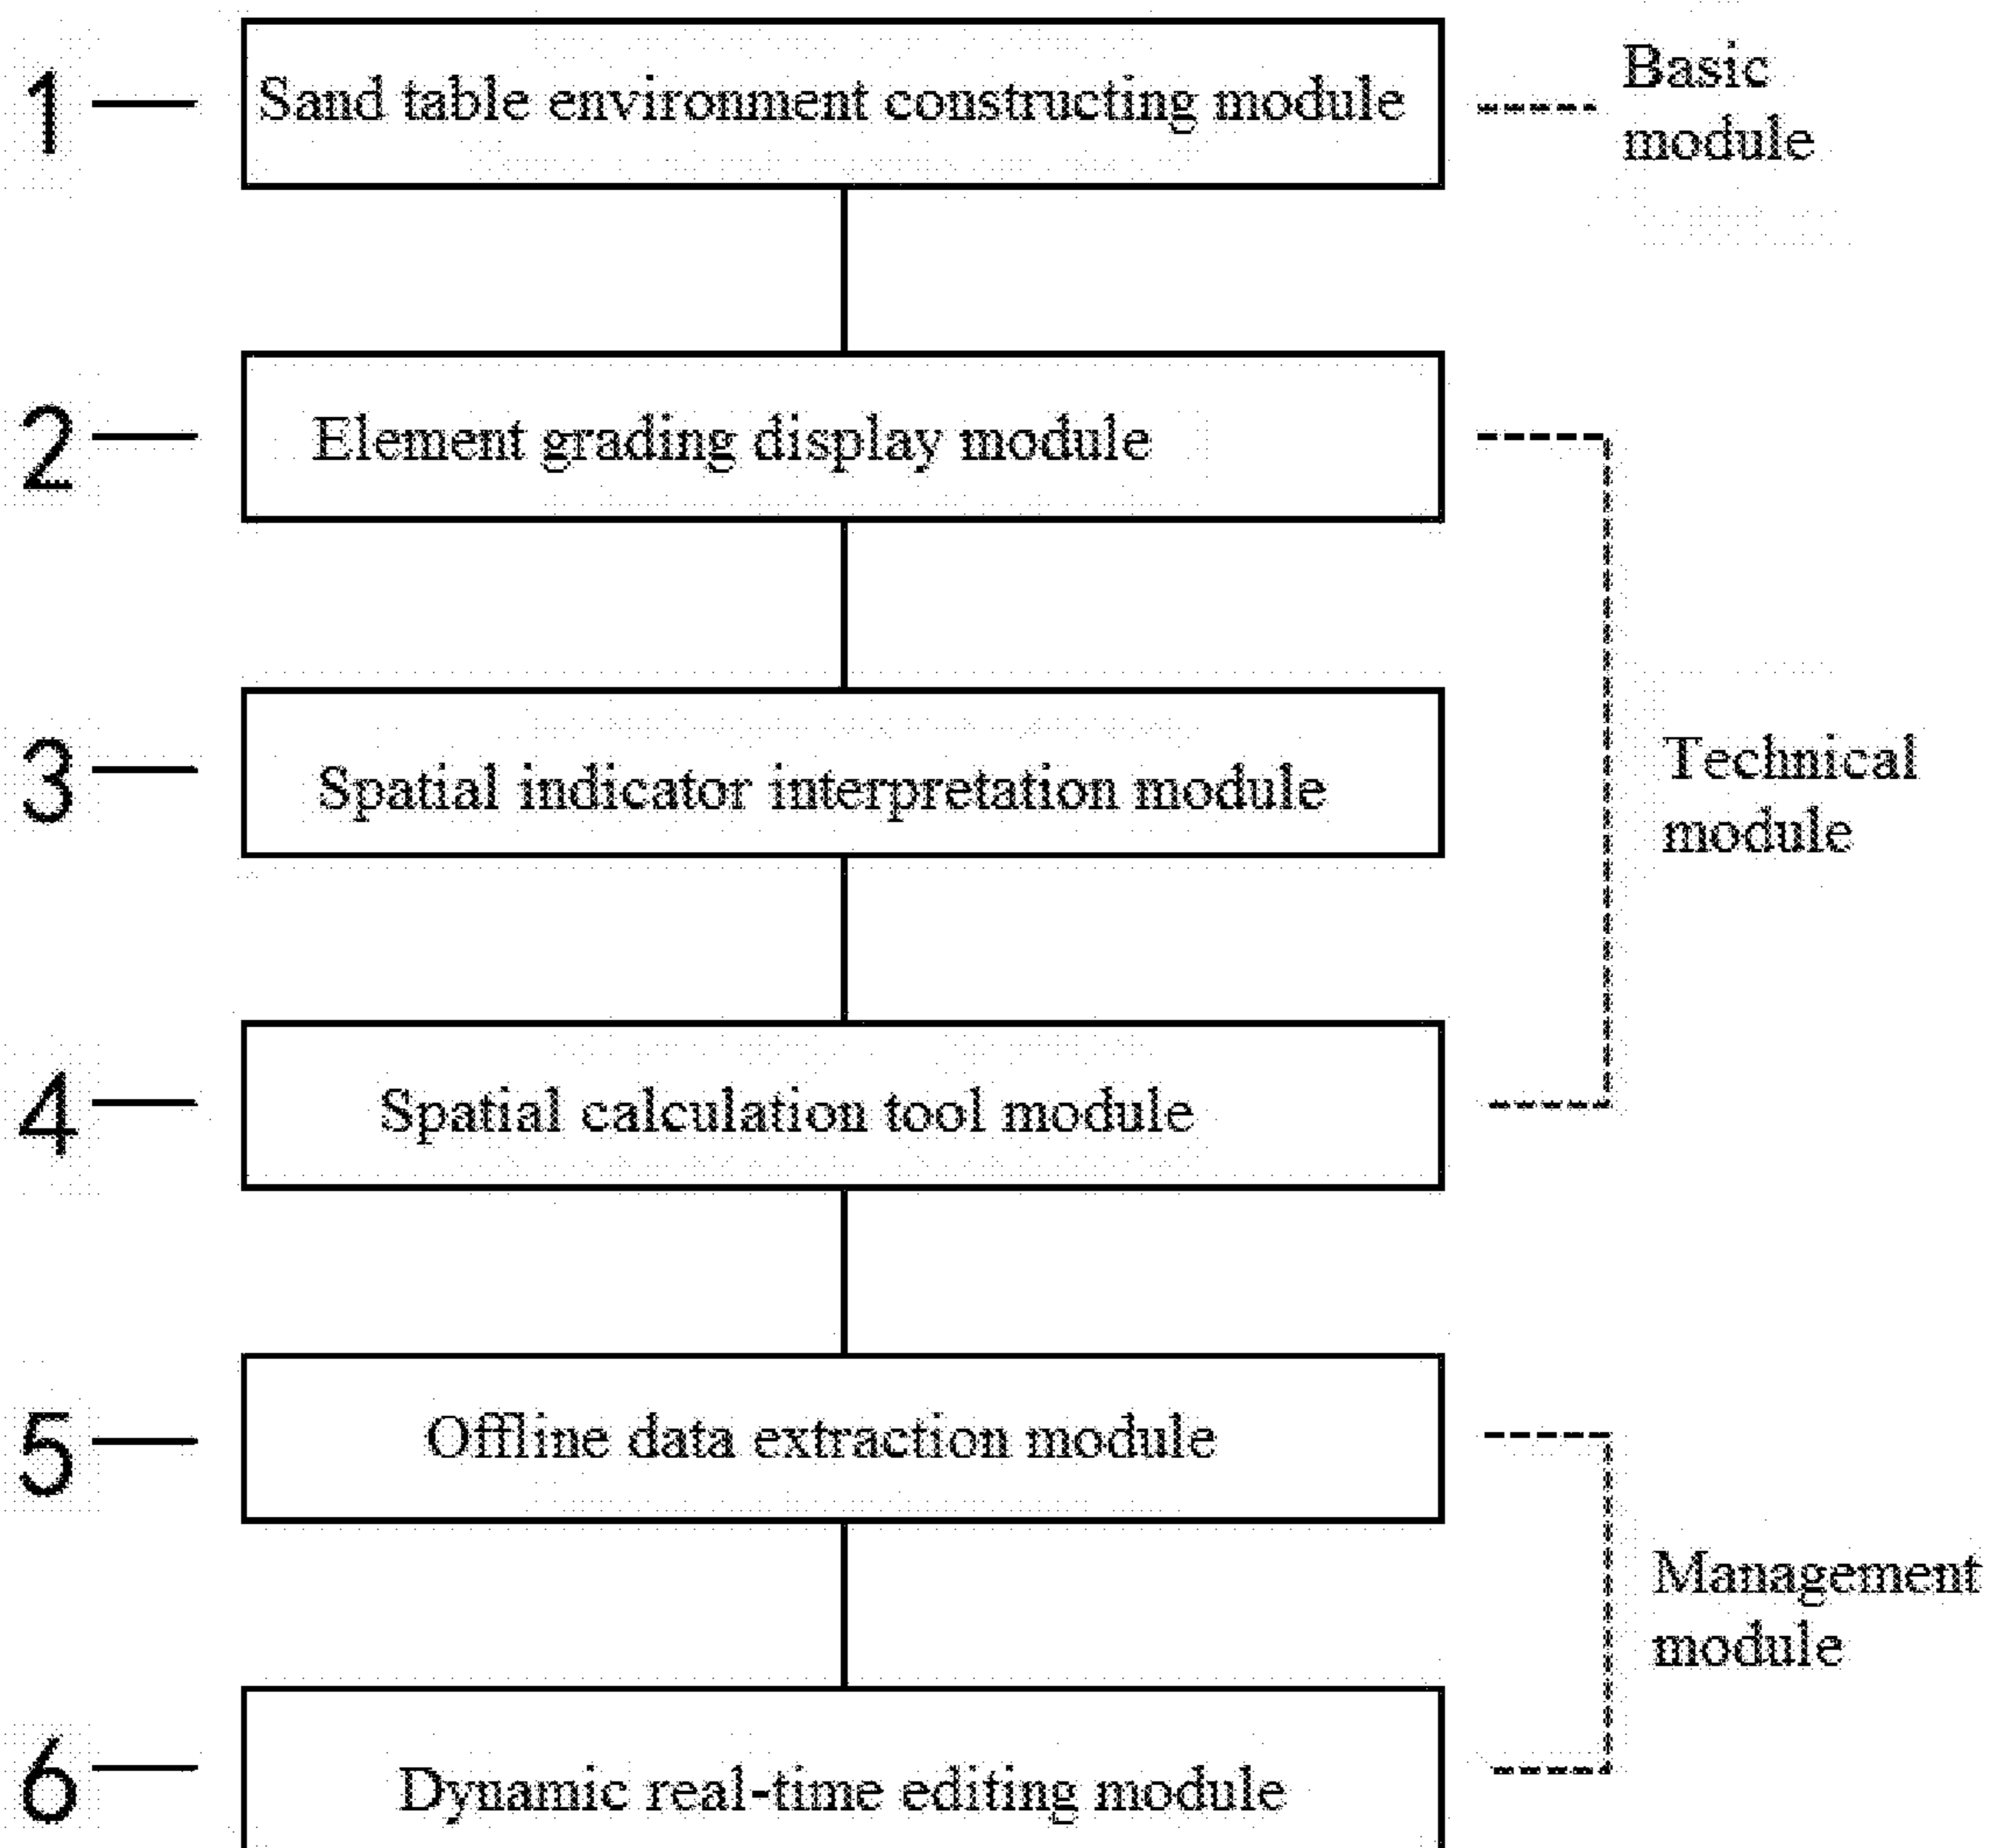 1
Sand table environment constructing module
Basic
module
2
Element grading display module
3
Spatial indicator interpretation module
Technical
module
4
Spatial calculation tool module
5
Offline data extraction module
Management
module
6
Dynamic real-time editing module